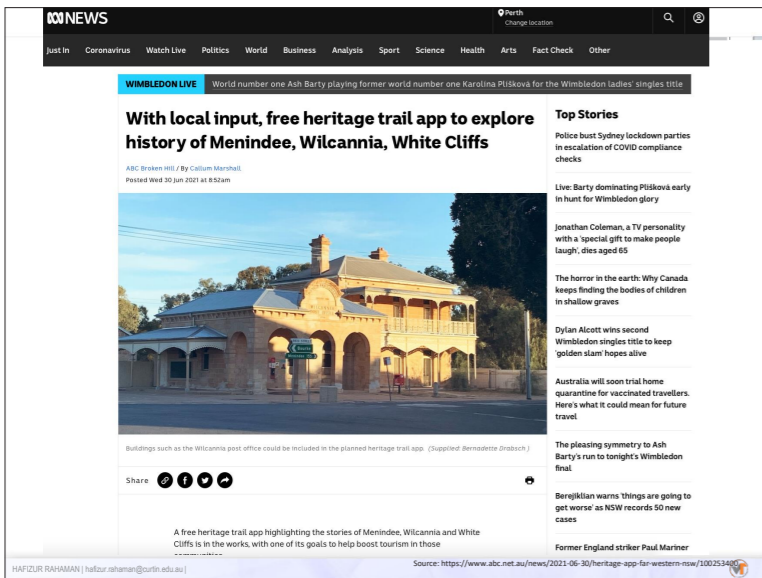 NEWS
Perth
Change location
Just In Coronavirus Watch Live Politics World Business Analysis Sport Science Health Arts Fact Check Other
WIMBLEDON LIVE World number one Ash Barty playing former world number one Karolina Plíšková for the Wimbledon ladies' singles title
With local input, free heritage trail app to explore
history of Menindee, Wilcannia, White Cliffs
ABC Broken Hill / By Callum Marshall
Posted Wed 30 Jun 2021 at 8:52am
Buildings such as the Wilcannia post office could be included in the planned heritage trail app. (Supplied: Bernadette Drabsch )
Share
A free heritage trail app highlighting the stories of Menindee, Wilcannia and White
Cliffs is in the works, with one of its goals to help boost tourism in those
Top Stories
Police bust Sydney lockdown parties
in escalation of COVID compliance
checks
Live: Barty dominating Plíšková early
in hunt for Wimbledon glory
Jonathan Coleman, a TV personality
with a 'special gift to make people
laugh', dies aged 65
The horror in the earth: Why Canada
keeps finding the bodies of children
in shallow graves
Dylan Alcott wins second
Wimbledon singles title to keep
'golden slam' hopes alive
Australia will soon trial home
quarantine for vaccinated travellers.
Here's what it could mean for future
travel
The pleasing symmetry to Ash
Barty's run to tonight's Wimbledon
final
Berejiklian warns 'things are going to
get worse' as NSW records 50 new
cases
Former England striker Paul Mariner
HAFIZUR RAHAMAN | hafizur.rahaman@curtin.edu.au |
Source: https://www.abc.net.au/news/2021-06-30/heritage-app-far-western-nsw/100253400